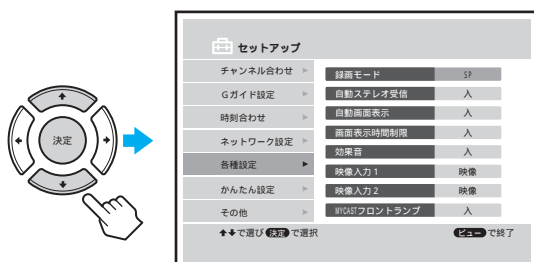 セットアップ
チャンネル合わせ
Gガイド設定
時刻合わせ
ネットワーク設定
各種設定
かんたん設定
その他
録画モード SP
自動ステレオ受信 入
自動画面表示 入
画面表示時間制限 入
効果音 入
映像入力1 映像
映像入力2 映像
MYCASTフロントランプ 入
決定
で選び 決定 で選択
ビュー で終了